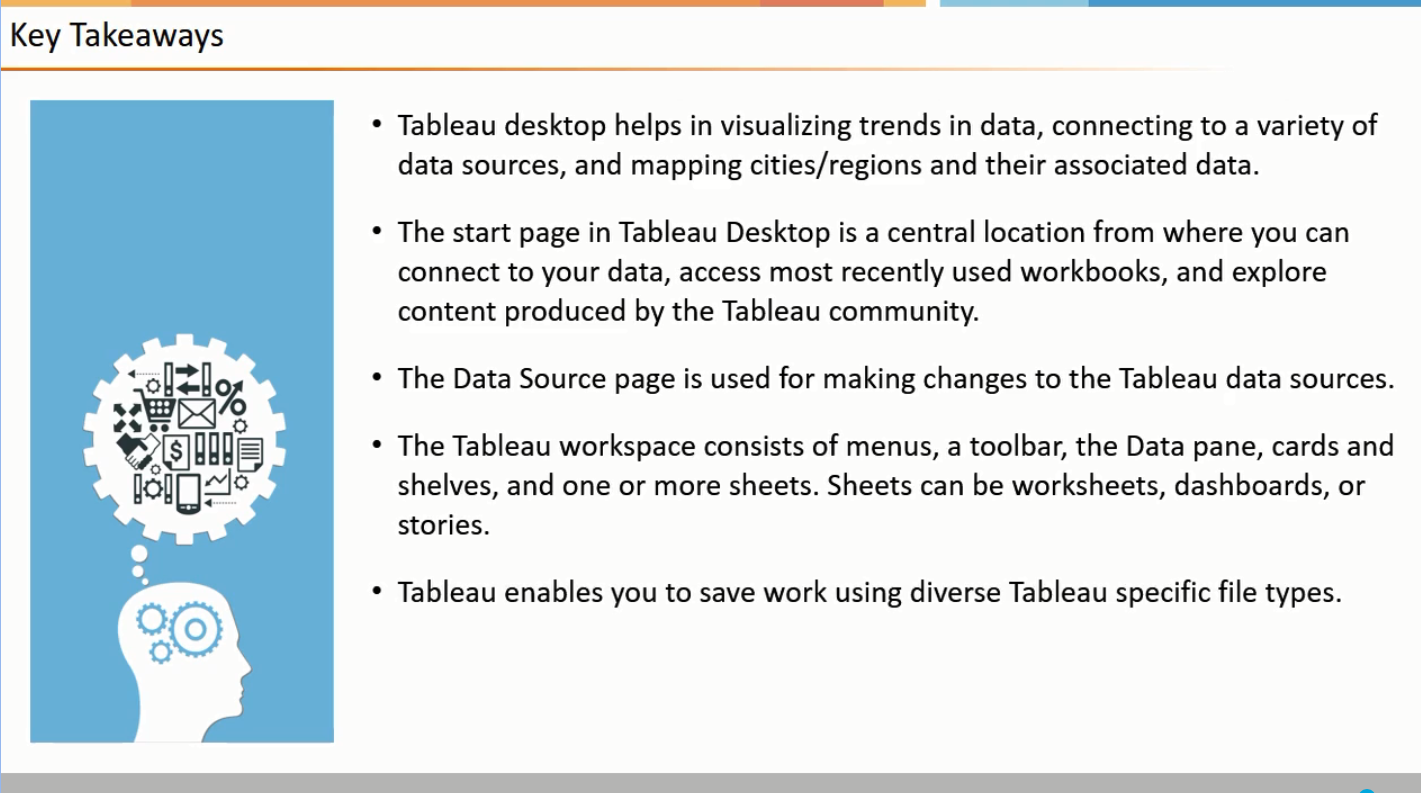 Key Takeaways
• Tableau desktop helps in visualizing trends in data, connecting to a variety of
data sources, and mapping cities/regions and their associated data.
• The start page in Tableau Desktop is a central location from where you can
connect to your data, access most recently used workbooks, and explore
content produced by the Tableau community.
• The Data Source page is used for making changes to the Tableau data sources.
• The Tableau workspace consists of menus, a toolbar, the Data pane, cards and
shelves, and one or more sheets. Sheets can be worksheets, dashboards, or
stories.
• Tableau enables you to save work using diverse Tableau specific file types.